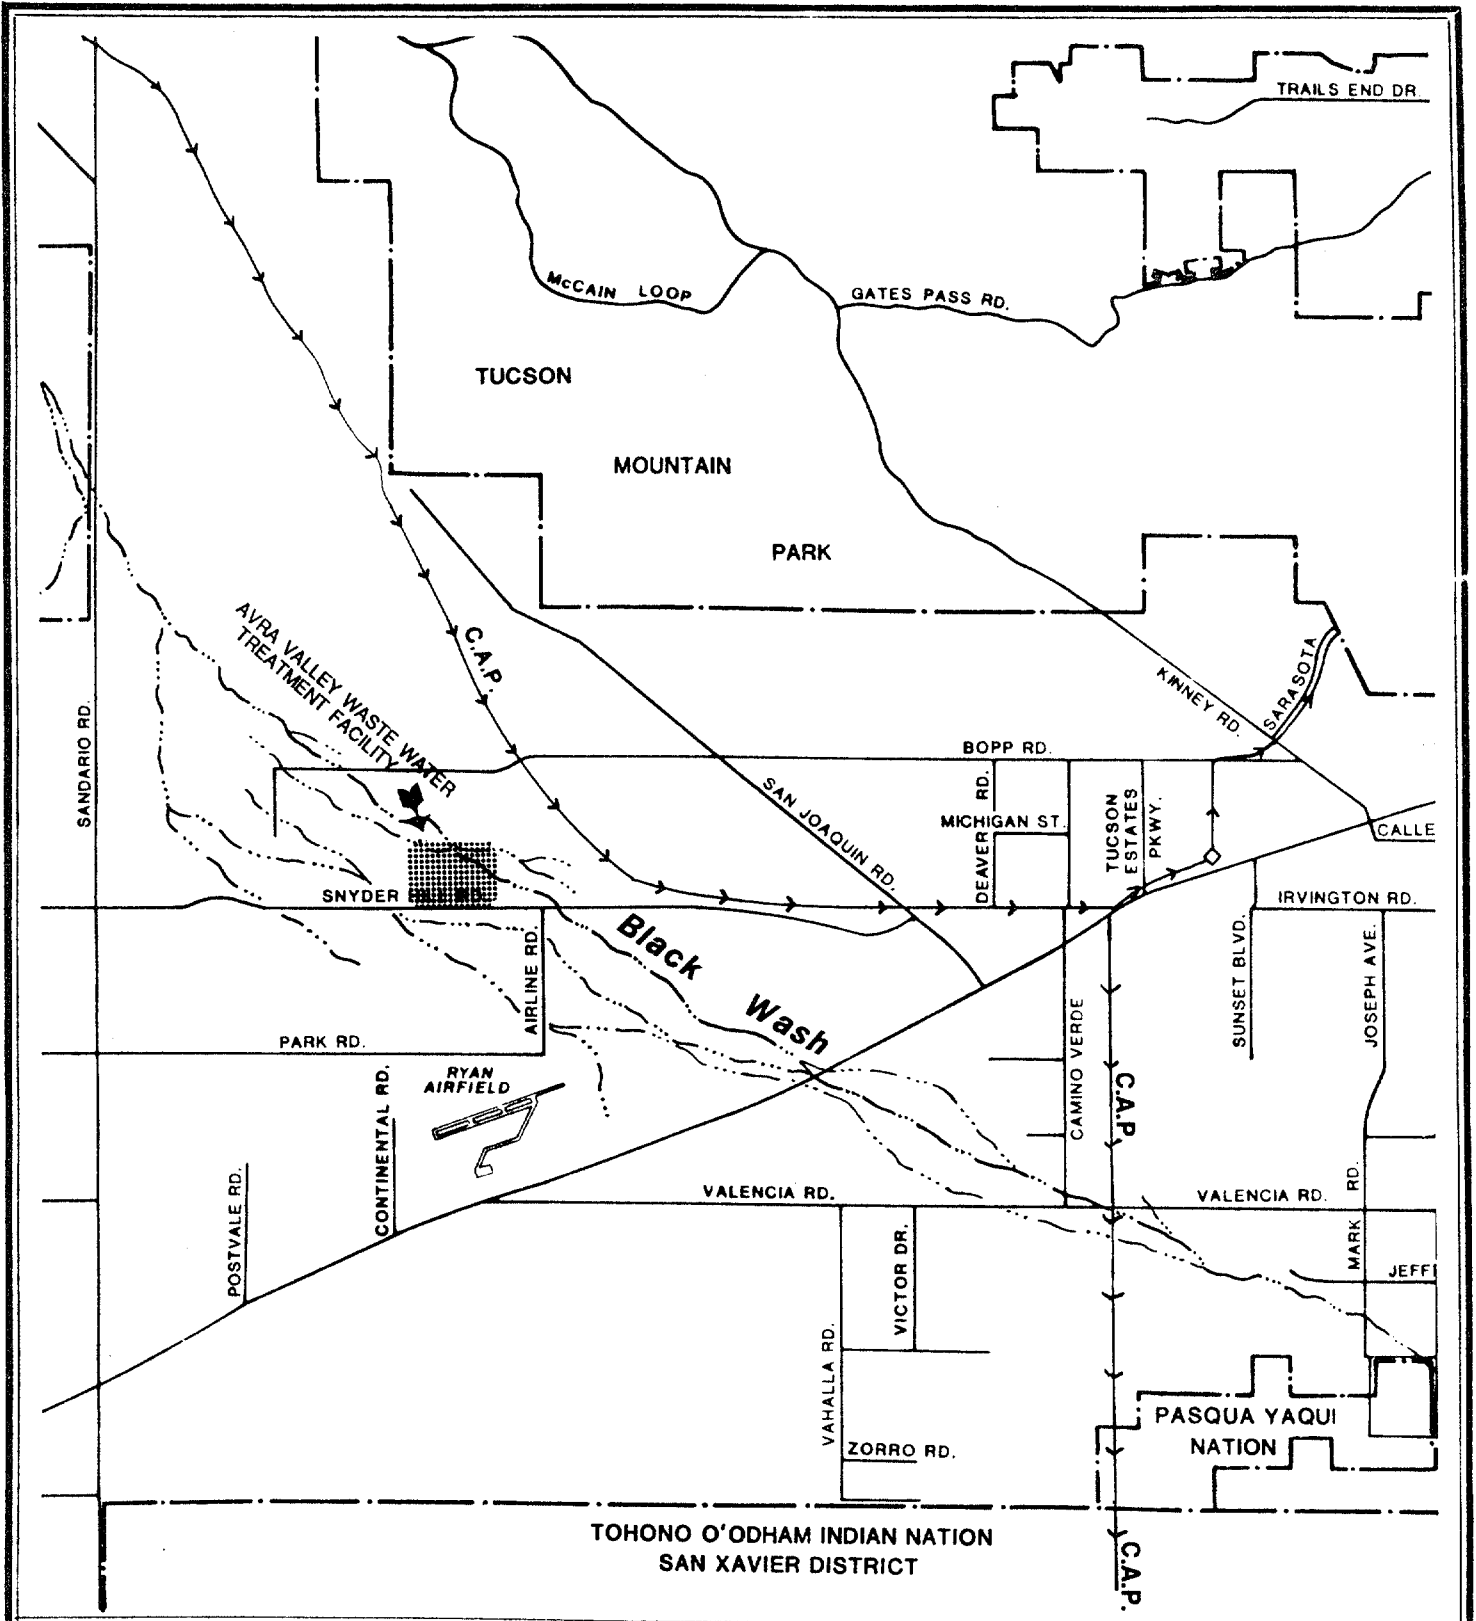 TRAILS END DR.
McCAIN LOOP
GATES PASS RD.
TUCSON
MOUNTAIN
PARK
AVRA VALLEY WASTE WATER
TREATMENT FACILITY
C.A.P.
KINNEY RD.
SARASOTA
SANDARIO RD.
BOPP RD.
SAN JOAQUIN RD.
DEAVER RD.
MICHIGAN ST.
TUCSON
ESTATES
PKWY.
CALLE
SNYDER HILL RD.
IRVINGTON RD.
Black
Wash
AIRLINE RD.
SUNSET BLVD.
JOSEPH AVE.
PARK RD.
CAMINO VERDE
RYAN
AIRFIELD
CONTINENTAL RD.
C.A.P.
POSTVALE RD.
VALENCIA RD.
VALENCIA RD.
MARK RD.
VICTOR DR.
JEFF
VAHALLA RD.
PASQUA YAQUI
NATION
ZORRO RD.
TOHONO O'ODHAM INDIAN NATION
SAN XAVIER DISTRICT
C.A.P.